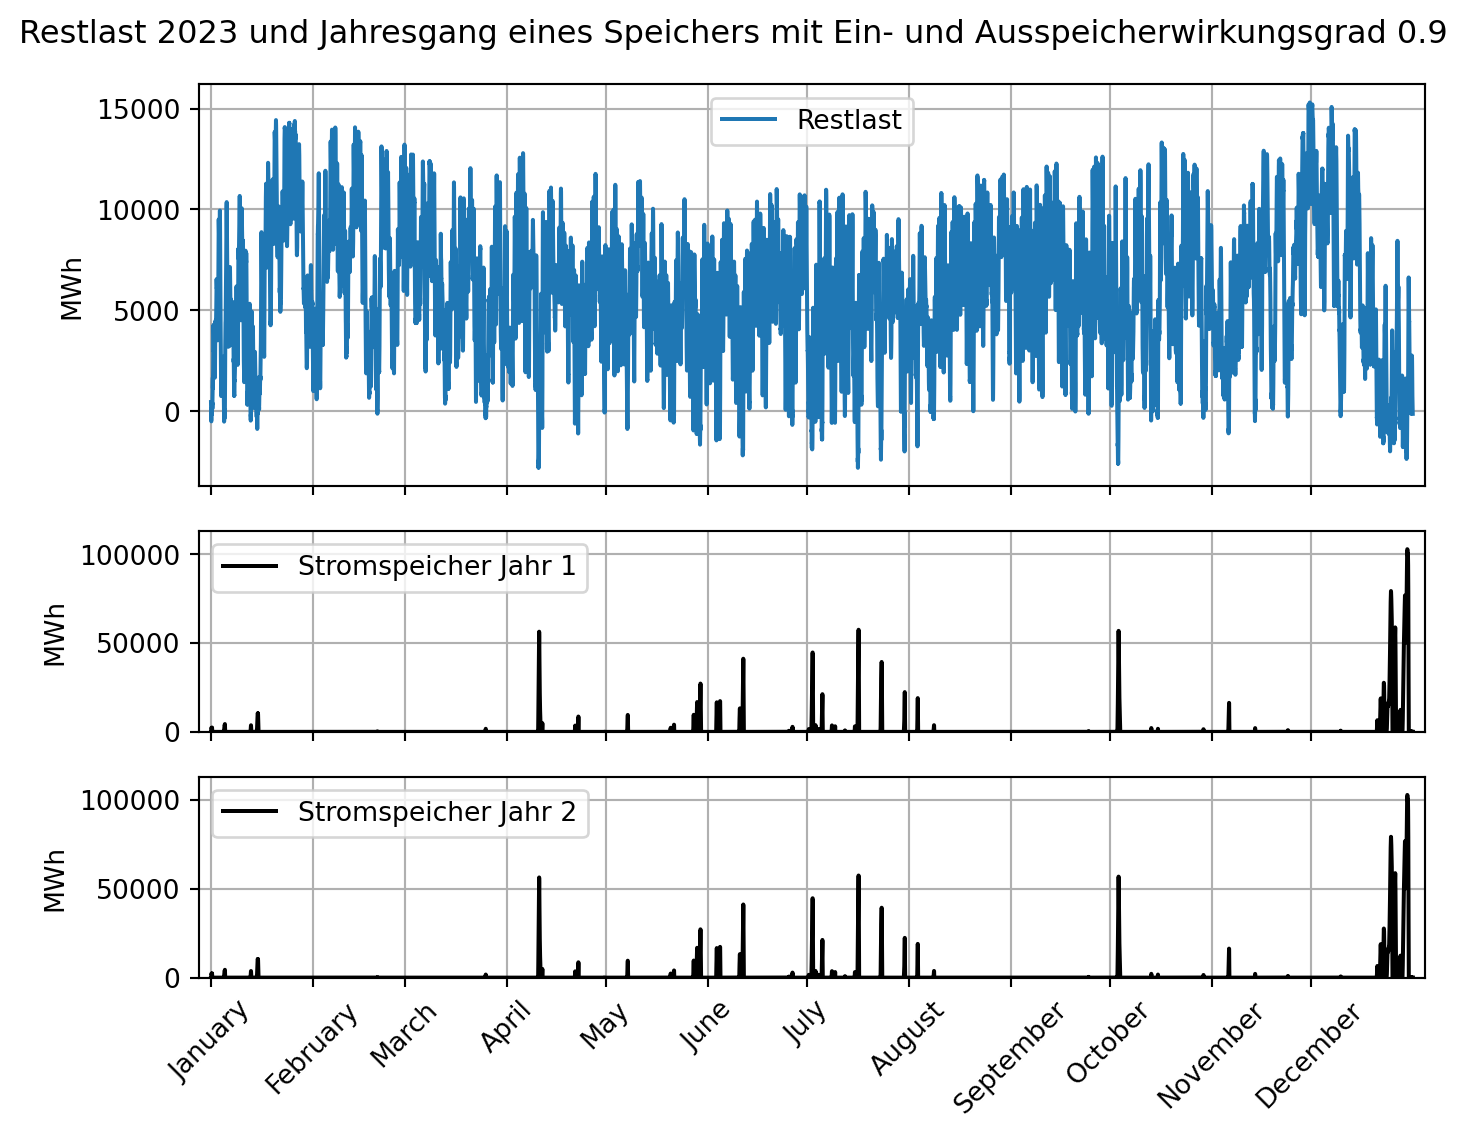 Restlast 2023 und Jahresgang eines Speichers mit Ein- und Ausspeicherwirkungsgrad 0.9
15000
10000
5000
0
MWh
Restlast
100000
50000
0
MWh
Stromspeicher Jahr 1
100000
50000
0
MWh
Stromspeicher Jahr 2
January
February
March
April
May
June
July
August
September
October
November
December